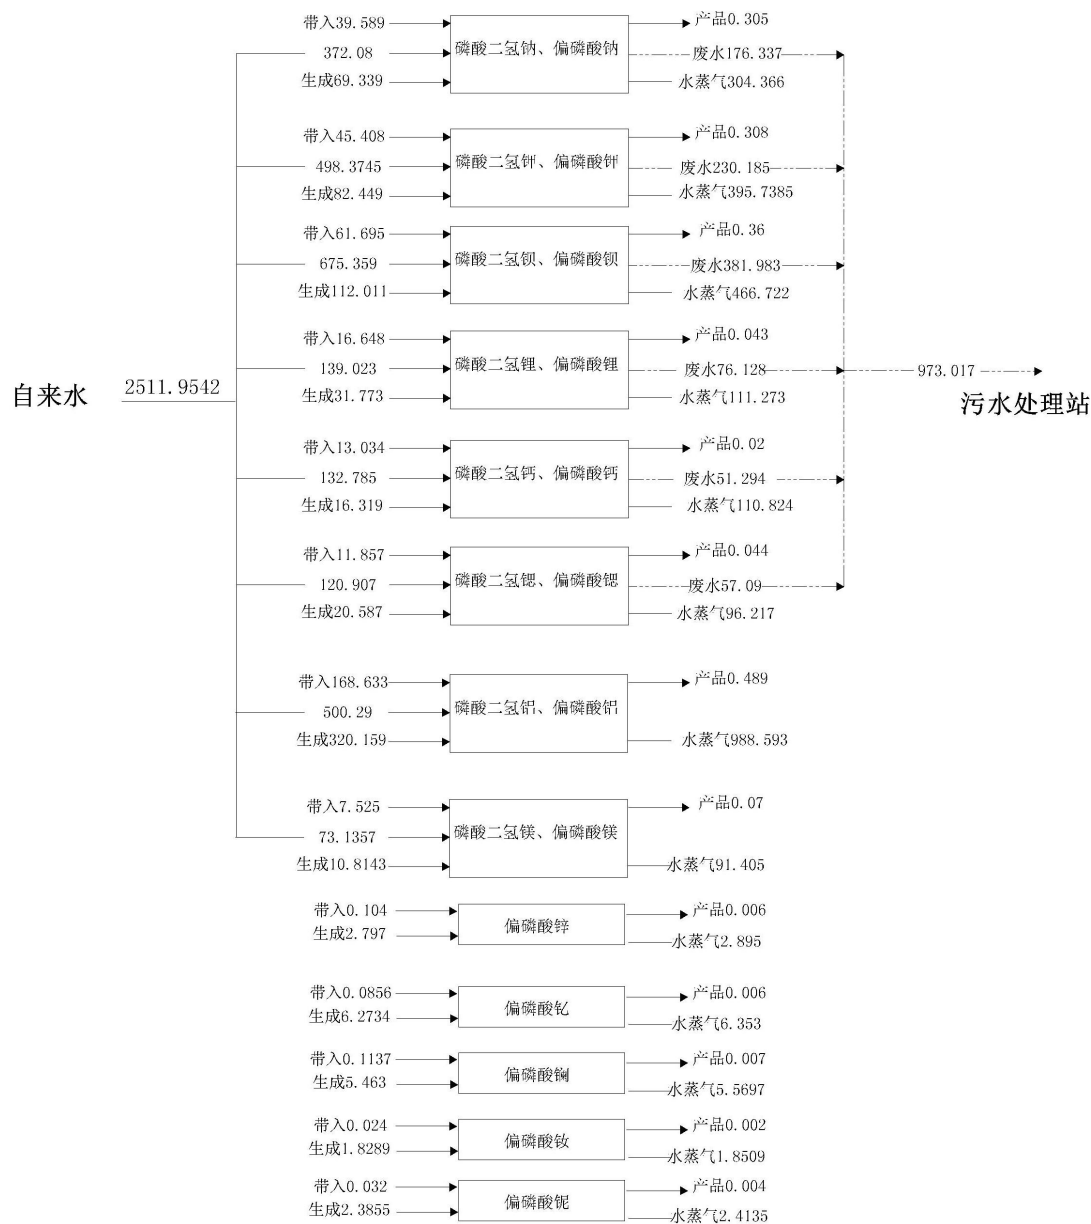 带入39.589
372.08
生成69.339
磷酸二氢钠、偏磷酸钠
产品0.305
废水176.337
水蒸气304.366
带入45.408
498.3745
生成82.449
磷酸二氢钾、偏磷酸钾
产品0.308
废水230.185
水蒸气395.7385
带入61.695
675.359
生成112.011
磷酸二氢钡、偏磷酸钡
产品0.36
废水381.983
水蒸气466.722
带入16.648
139.023
生成31.773
磷酸二氢锂、偏磷酸锂
产品0.043
废水76.128
水蒸气111.273
自来水
2511.9542
973.017
污水处理站
带入13.034
132.785
生成16.319
磷酸二氢钙、偏磷酸钙
产品0.02
废水51.294
水蒸气110.824
带入11.857
120.907
生成20.587
磷酸二氢锶、偏磷酸锶
产品0.044
废水57.09
水蒸气96.217
带入168.633
500.29
生成320.159
磷酸二氢铝、偏磷酸铝
产品0.489
水蒸气988.593
带入7.525
73.1357
生成10.8143
磷酸二氢镁、偏磷酸镁
产品0.07
水蒸气91.405
带入0.104
生成2.797
偏磷酸锌
产品0.006
水蒸气2.895
带入0.0856
生成6.2734
偏磷酸钇
产品0.006
水蒸气6.353
带入0.1137
生成5.463
偏磷酸镧
产品0.007
水蒸气5.5697
带入0.024
生成1.8289
偏磷酸钕
产品0.002
水蒸气1.8509
带入0.032
生成2.3855
偏磷酸铌
产品0.004
水蒸气2.4135